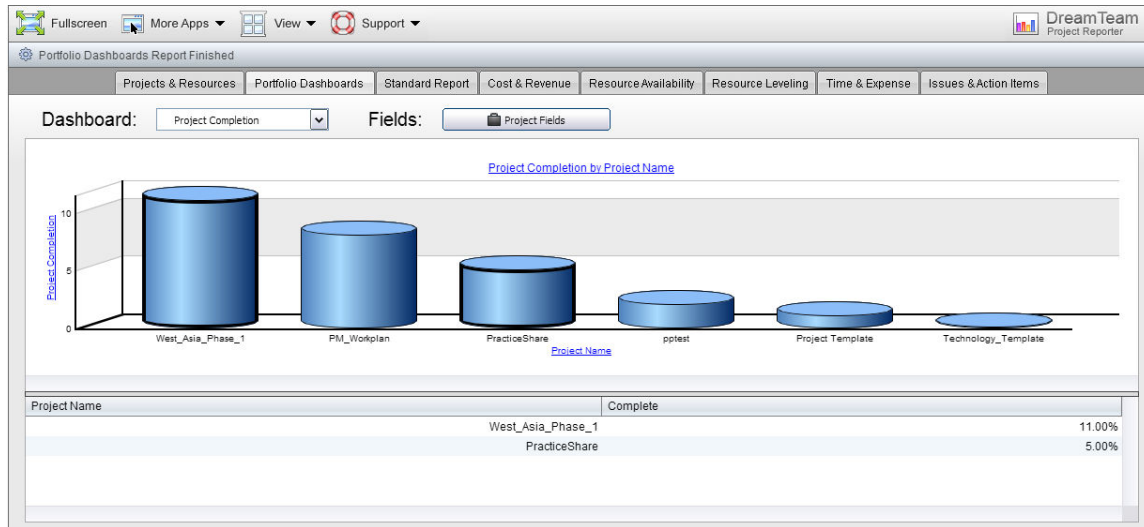 Fullscreen More Apps View Support DreamTeam
Project Reporter
Portfolio Dashboards Report Finished
Projects & Resources Portfolio Dashboards Standard Report Cost & Revenue Resource Availability Resource Leveling Time & Expense Issues & Action Items
Dashboard: Project Completion Fields: Project Fields
Project Completion by Project Name
Project Completion
10
5
0
West_Asia_Phase_1 PM_Workplan PracticeShare pptest Project Template Technology_Template
Project Name
Project Name Complete
West_Asia_Phase_1 11.00%
PracticeShare 5.00%